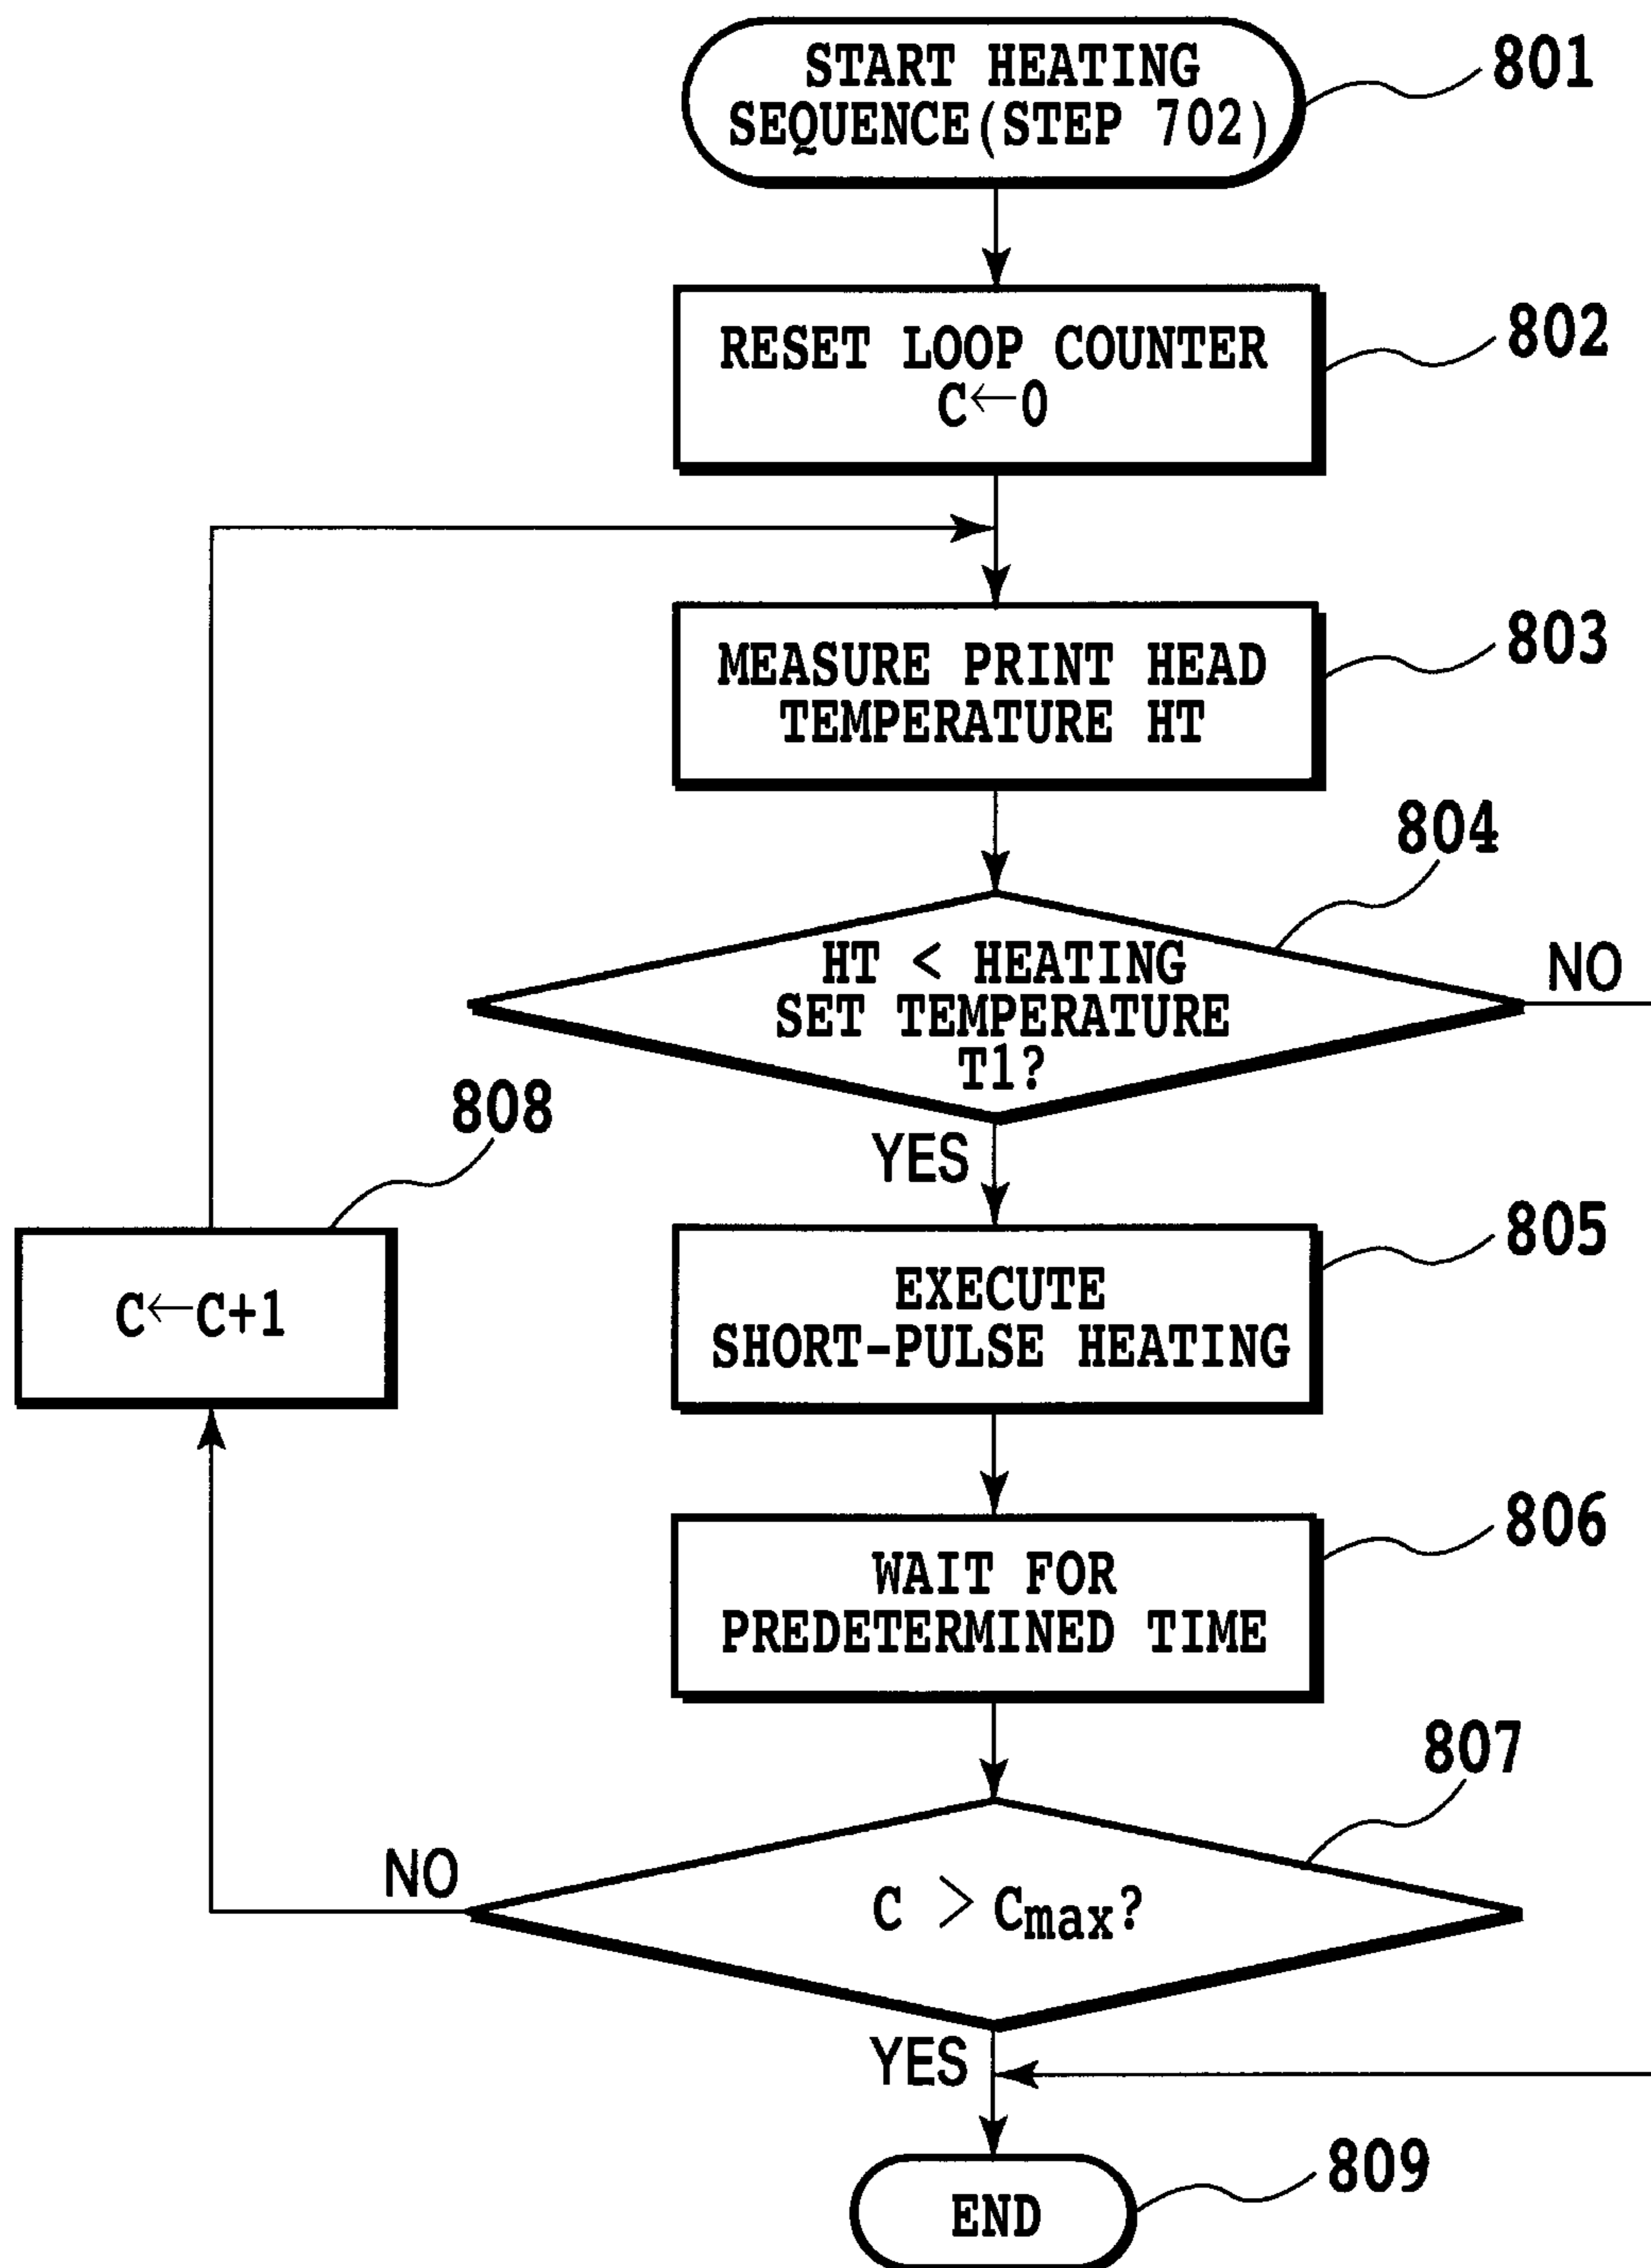 START HEATING
SEQUENCE(STEP 702)
801
RESET LOOP COUNTER
C←0
802
MEASURE PRINT HEAD
TEMPERATURE HT
803
804
HT < HEATING
SET TEMPERATURE
T1?
NO
YES
808
C←C+1
EXECUTE
SHORT-PULSE HEATING
805
WAIT FOR
PREDETERMINED TIME
806
807
C > Cmax?
NO
YES
END
809